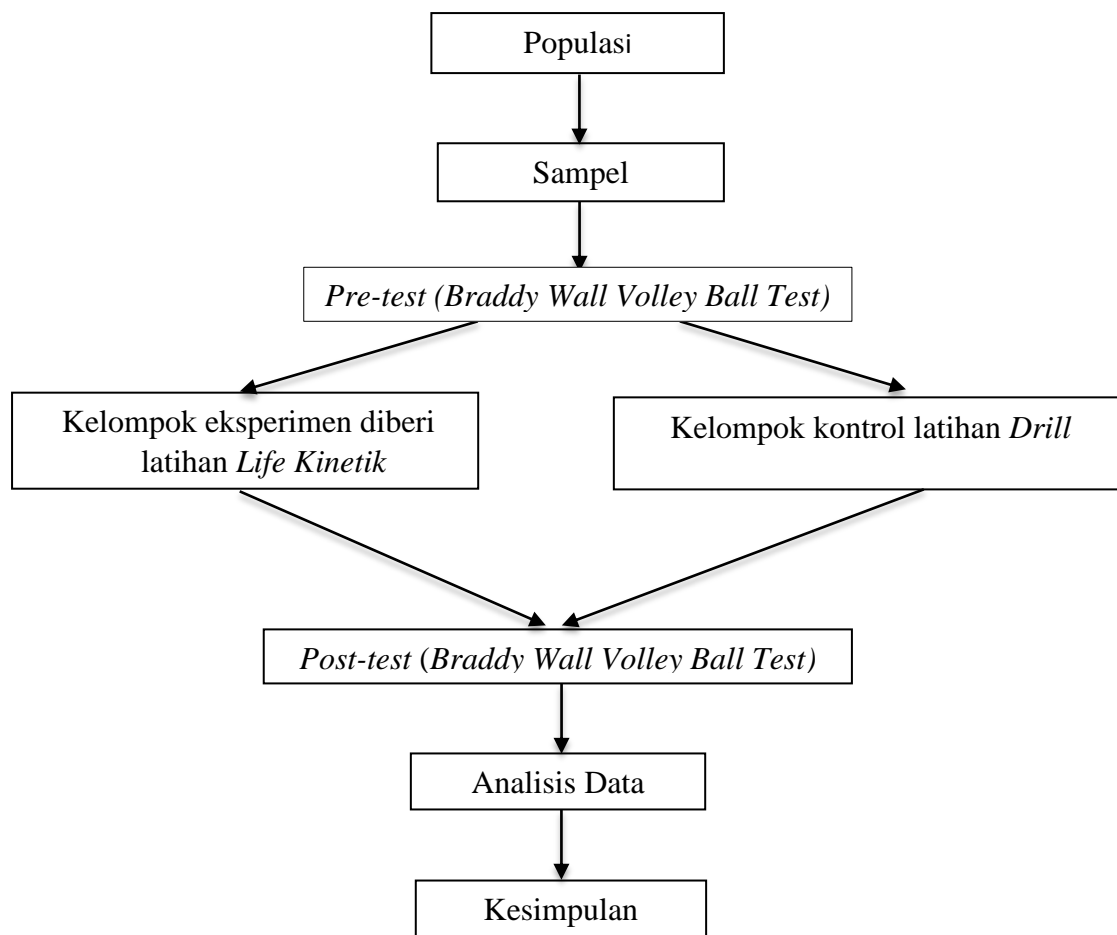 Populasi
Sampel
Pre-test (Braddy Wall Volley Ball Test)
Kelompok eksperimen diberi
latihan Life Kinetik
Kelompok kontrol latihan Drill
Post-test (Braddy Wall Volley Ball Test)
Analisis Data
Kesimpulan